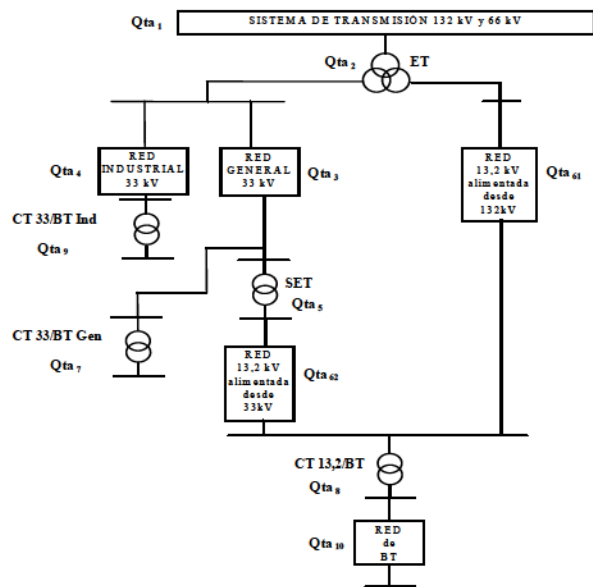 Qta 1
SISTEMA DE TRANSMISIÓN 132 kV y 66 kV
Qta 2
ET
Qta 4
RED
INDUSTRIAL
33 kV
RED
GENERAL
33 kV
Qta 3
RED
13,2 kV
alimentada
desde
132kV
Qta 61
CT 33/BT Ind
Qta 9
SET
Qta 5
CT 33/BT Gen
Qta 7
RED
13,2 kV
alimentada
desde
33kV
Qta 62
CT 13,2/BT
Qta 8
Qta 10
RED
de
BT